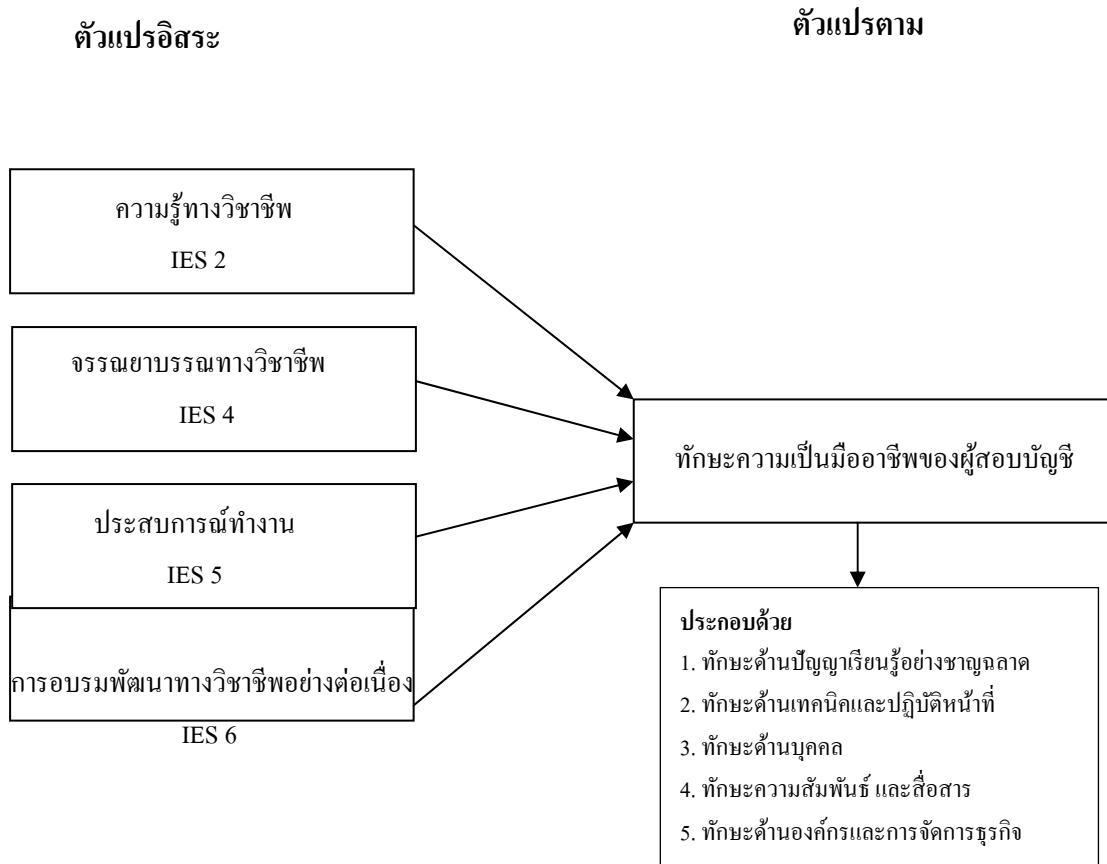 ตัวแปรอิสระ
ตัวแปรตาม
ความรู้ทางวิชาชีพ
IES 2
จรรณยาบรรณทางวิชาชีพ
IES 4
ประสบการณ์ทำงาน
IES 5
การอบรมพัฒนาทางวิชาชีพอย่างต่อเนื่อง
IES 6
ทักษะความเป็นมืออาชีพของผู้สอบบัญชี
ประกอบด้วย
1. ทักษะด้านปัญญาเรียนรู้อย่างชาญฉลาด
2. ทักษะด้านเทคนิคและปฏิบัติหน้าที่
3. ทักษะด้านบุคคล
4. ทักษะความสัมพันธ์ และสื่อสาร
5. ทักษะด้านองค์กรและการจัดการธุรกิจ